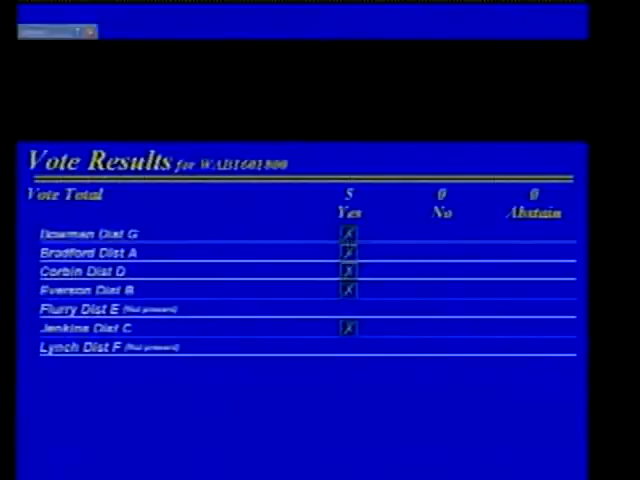 Vote Results for WAB1601800
Vote Total 5 0 0
Yes No Abstain
Bowman Dist G X
Bradford Dist A X
Corbin Dist D X
Everson Dist B X
Flurry Dist E (Not present)
Jenkins Dist C X
Lynch Dist F (Not present)